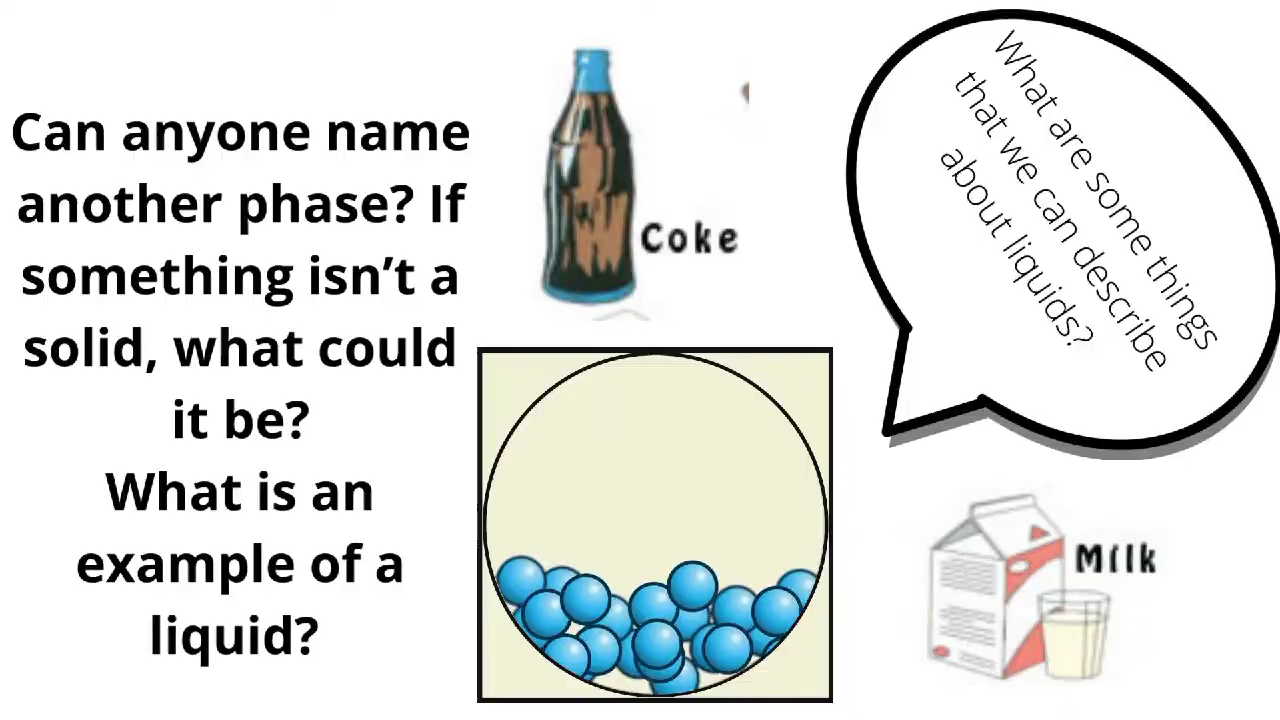 Can anyone name
another phase? If
something isn’t a
solid, what could
it be?
What is an
example of a
liquid?
Coke
What are some things
that we can describe
about liquids?
Milk